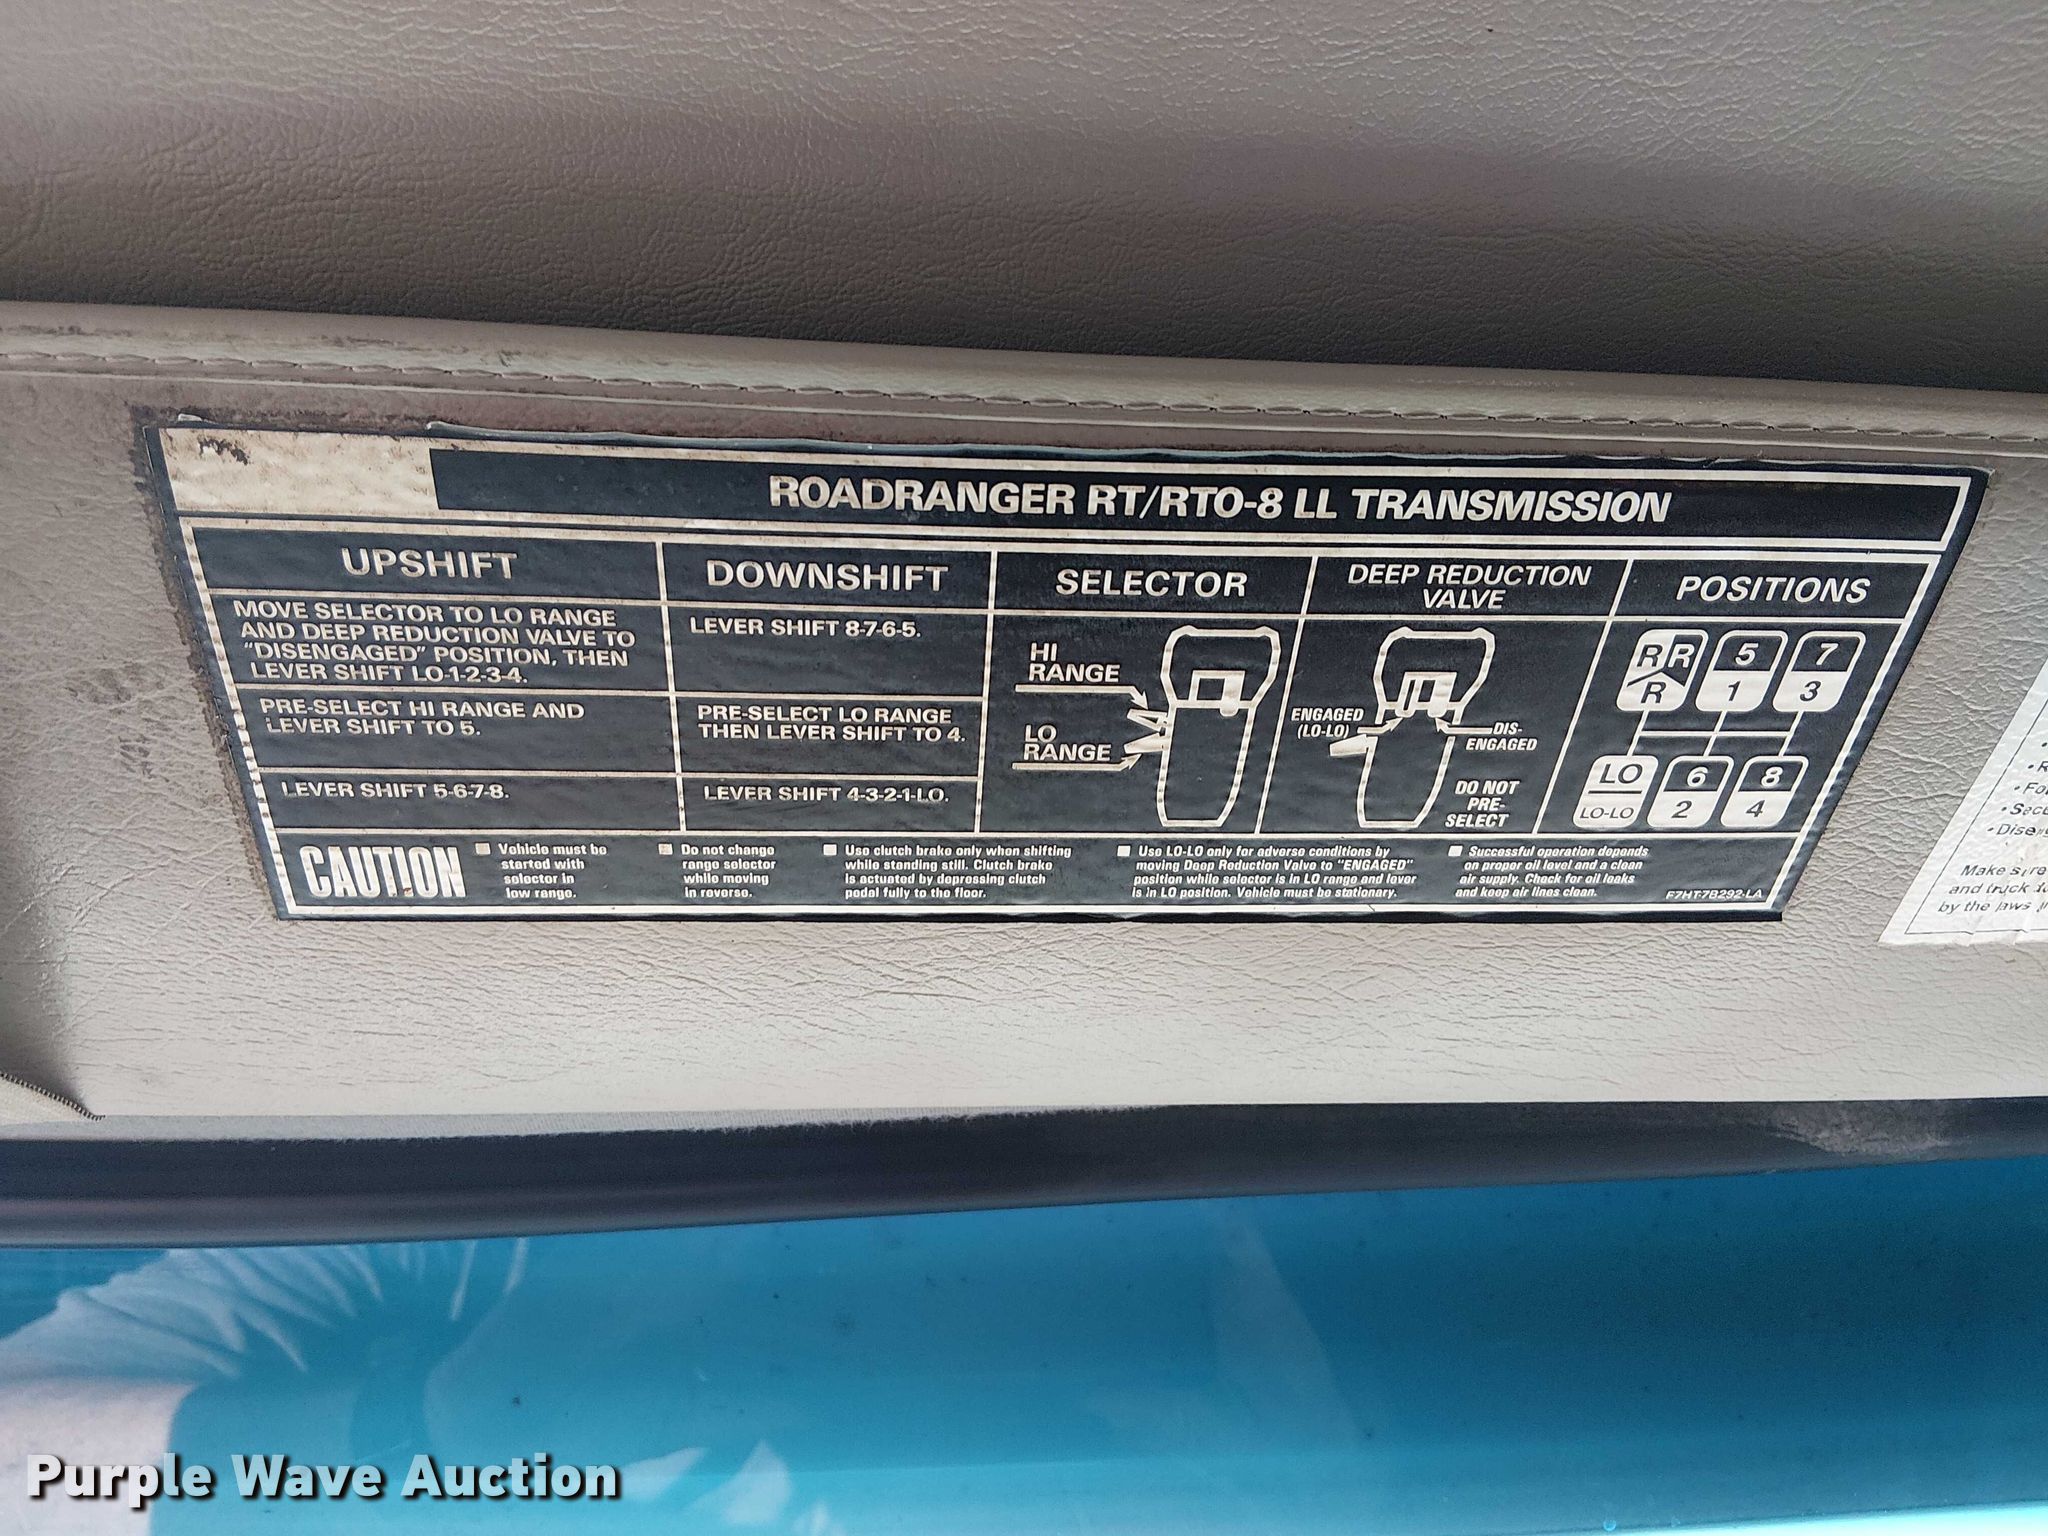 ROADRANGER RT/RTO-8 LL TRANSMISSION
UPSHIFT
MOVE SELECTOR TO LO RANGE
AND DEEP REDUCTION VALVE TO
"DISENGAGED" POSITION, THEN
LEVER SHIFT LO-1-2-3-4.
PRE-SELECT HI RANGE AND
LEVER SHIFT TO 5.
LEVER SHIFT 5-6-7-8.
DOWNSHIFT
LEVER SHIFT 8-7-6-5.
PRE-SELECT LO RANGE
THEN LEVER SHIFT TO 4.
LEVER SHIFT 4-3-2-1-LO.
SELECTOR
HI
RANGE
LO
RANGE
DEEP REDUCTION
VALVE
ENGAGED
(LO-LO)
DIS-
ENGAGED
DO NOT
PRE-
SELECT
POSITIONS
R R 5 7
R 1 3
LO 6 8
LO-LO 2 4
CAUTION
Vehicle must be
started with
selector in
low range.
Do not change
range selector
while moving
in reverse.
Use clutch brake only when shifting
while standing still. Clutch brake
is actuated by depressing clutch
pedal fully to the floor.
Use LO-LO only for adverse conditions by
moving Deep Reduction Valve to "ENGAGED"
position while selector is in LO range and lever
is in LO position. Vehicle must be stationary.
Successful operation depends
on proper oil level and a clean
air supply. Check for oil leaks
and keep air lines clean.
F7HT-7B292-LA
Make sure
and truck
by the laws
Purple Wave Auction